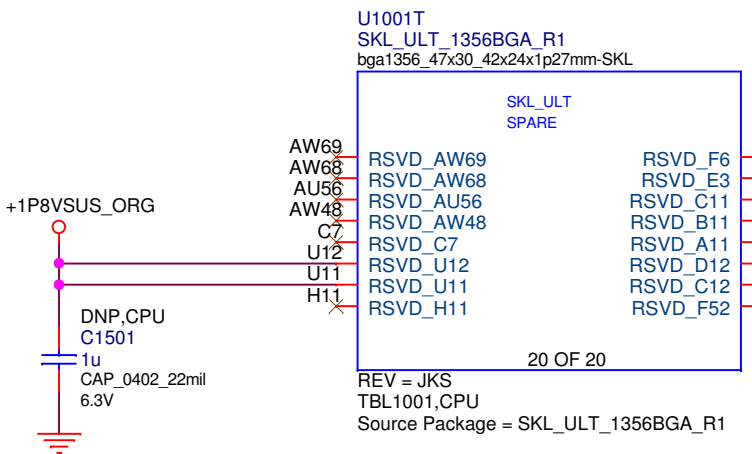 U1001T
SKL_ULT_1356BGA_R1
bga1356_47x30_42x24x1p27mm-SKL
SKL_ULT
SPARE
AW69
RSVD_AW69
RSVD_F6
AW68
RSVD_AW68
RSVD_E3
AU56
RSVD_AU56
RSVD_C11
AW48
RSVD_AW48
RSVD_B11
C7
RSVD_C7
RSVD_A11
U12
RSVD_U12
RSVD_D12
U11
RSVD_U11
RSVD_C12
H11
RSVD_H11
RSVD_F52
20 OF 20
REV = JKS
TBL1001,CPU
Source Package = SKL_ULT_1356BGA_R1
+1P8VSUS_ORG
DNP,CPU
C1501
1u
CAP_0402_22mil
6.3V